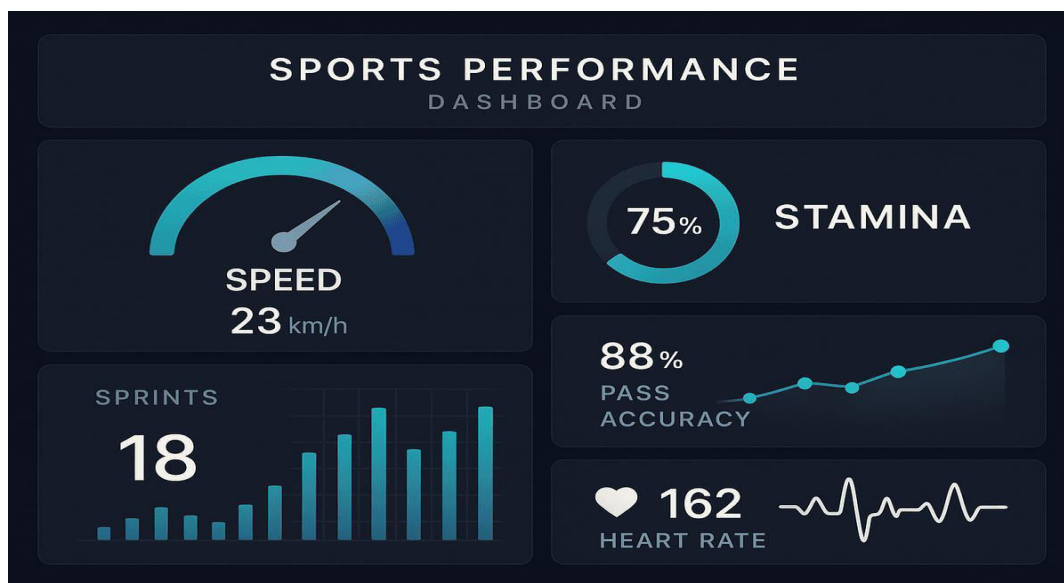 SPORTS PERFORMANCE
DASHBOARD
SPEED
23 km/h
75%
STAMINA
SPRINTS
18
88%
PASS
ACCURACY
162
HEART RATE